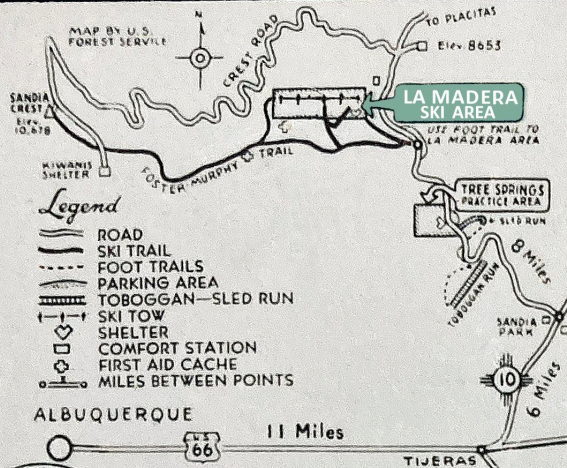 N
TO PLACITAS
MAP BY U.S.
FOREST SERVICE
CREST ROAD
Elev. 8653
SANDIA
CREST
Elev.
10,678
LA MADERA
SKI AREA
USE FOOT TRAIL TO
LA MADERA AREA
KIWANIS
SHELTER
FOSTER MURPHY TRAIL
TREE SPRINGS
PRACTICE AREA
SLED RUN
Legend
ROAD
SKI TRAIL
FOOT TRAILS
PARKING AREA
TOBOGGAN—SLED RUN
SKI TOW
SHELTER
COMFORT STATION
FIRST AID CACHE
MILES BETWEEN POINTS
8 Miles
TOBOGGAN RUN
SANDIA
PARK
10
6 Miles
ALBUQUERQUE
U S
66
11 Miles
TIJERAS